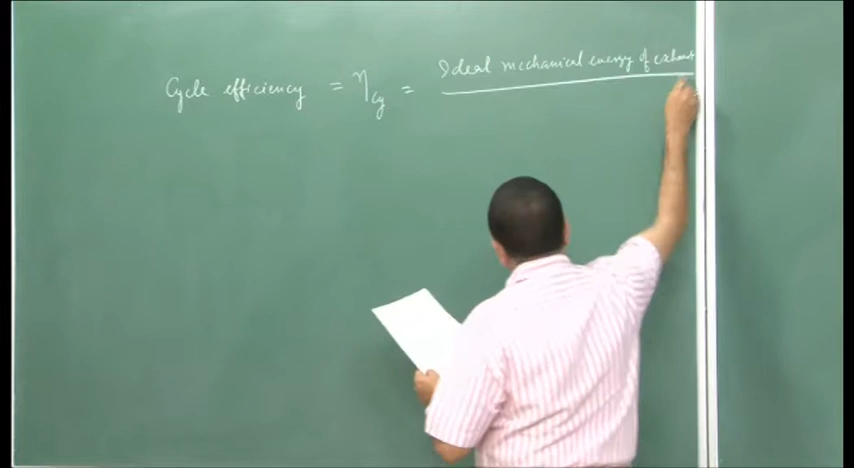 Cycle efficiency = η_cy = Ideal mechanical energy of exhaust